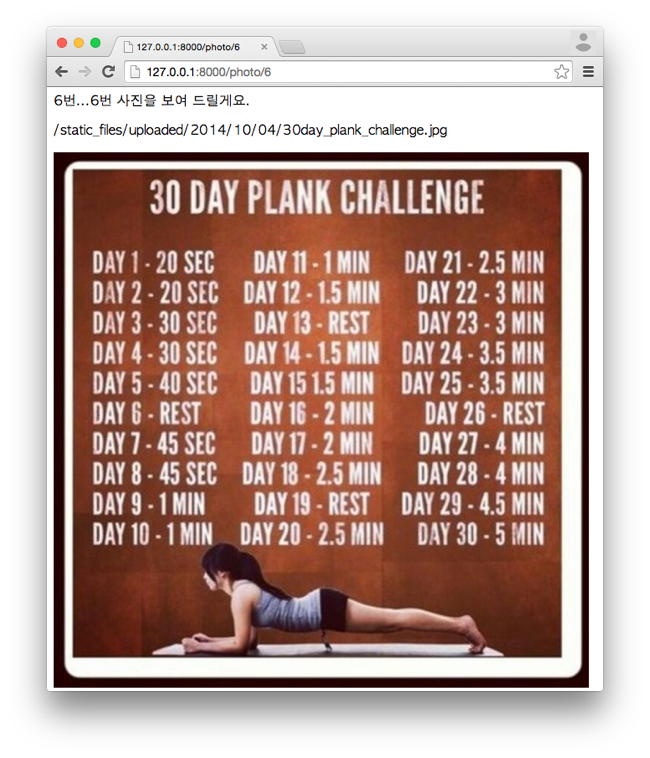 127.0.0.1:8000/photo/6
127.0.0.1:8000/photo/6
6번...6번 사진을 보여 드릴게요.
/static_files/uploaded/2014/10/04/30day_plank_challenge.jpg
30 DAY PLANK CHALLENGE
DAY 1 - 20 SEC
DAY 2 - 20 SEC
DAY 3 - 30 SEC
DAY 4 - 30 SEC
DAY 5 - 40 SEC
DAY 6 - REST
DAY 7 - 45 SEC
DAY 8 - 45 SEC
DAY 9 - 1 MIN
DAY 10 - 1 MIN
DAY 11 - 1 MIN
DAY 12 - 1.5 MIN
DAY 13 - REST
DAY 14 - 1.5 MIN
DAY 15 1.5 MIN
DAY 16 - 2 MIN
DAY 17 - 2 MIN
DAY 18 - 2.5 MIN
DAY 19 - REST
DAY 20 - 2.5 MIN
DAY 21 - 2.5 MIN
DAY 22 - 3 MIN
DAY 23 - 3 MIN
DAY 24 - 3.5 MIN
DAY 25 - 3.5 MIN
DAY 26 - REST
DAY 27 - 4 MIN
DAY 28 - 4 MIN
DAY 29 - 4.5 MIN
DAY 30 - 5 MIN